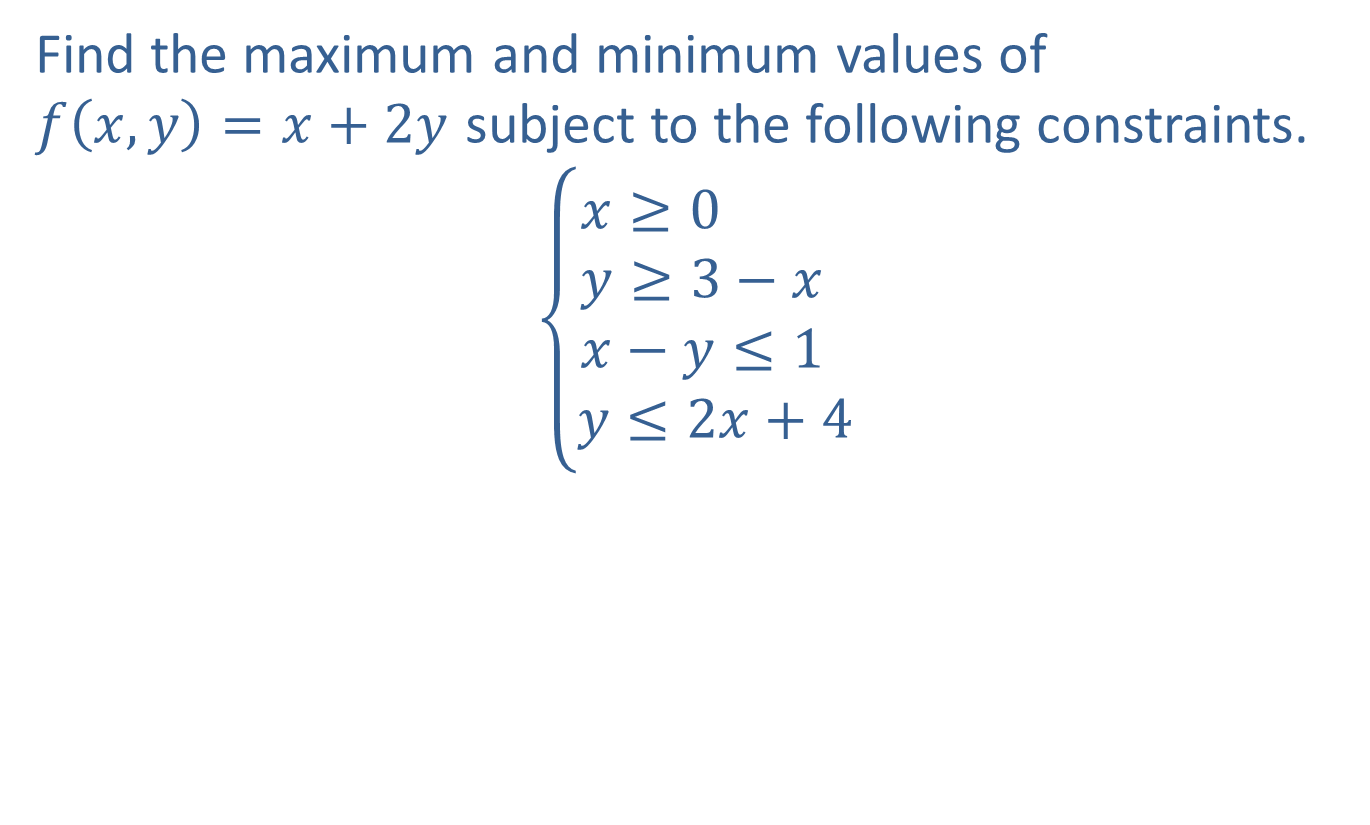 Find the maximum and minimum values of
f(x, y) = x + 2y subject to the following constraints.
x ≥ 0
y ≥ 3 − x
x − y ≤ 1
y ≤ 2x + 4